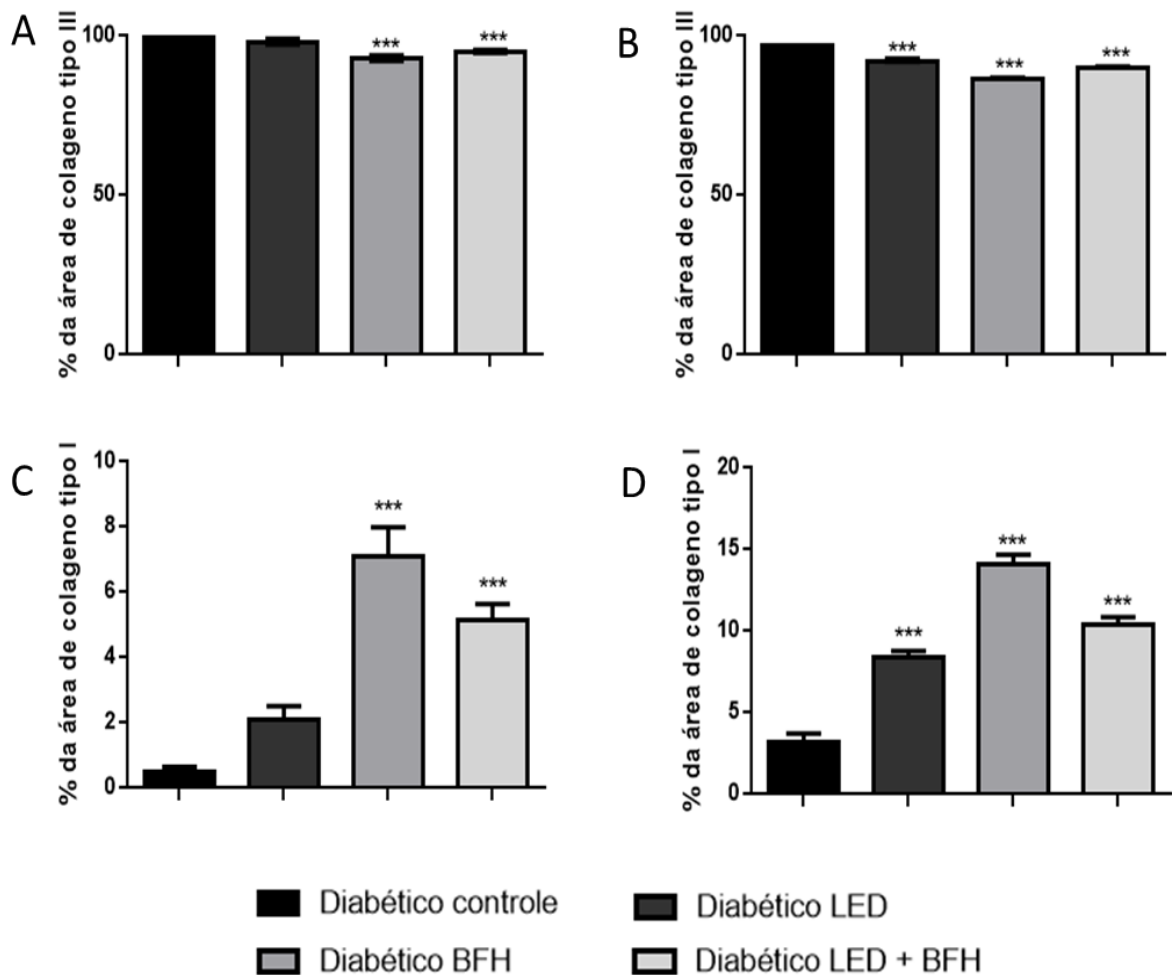 A
% da área de colageno tipo III
100
50
0
***
***
B
% da área de colageno tipo III
100
50
0
***
***
***
C
% da área de colageno tipo I
10
8
6
4
2
0
***
***
D
% da área de colageno tipo I
20
15
10
5
0
***
***
***
Diabético controle
Diabético LED
Diabético BFH
Diabético LED + BFH